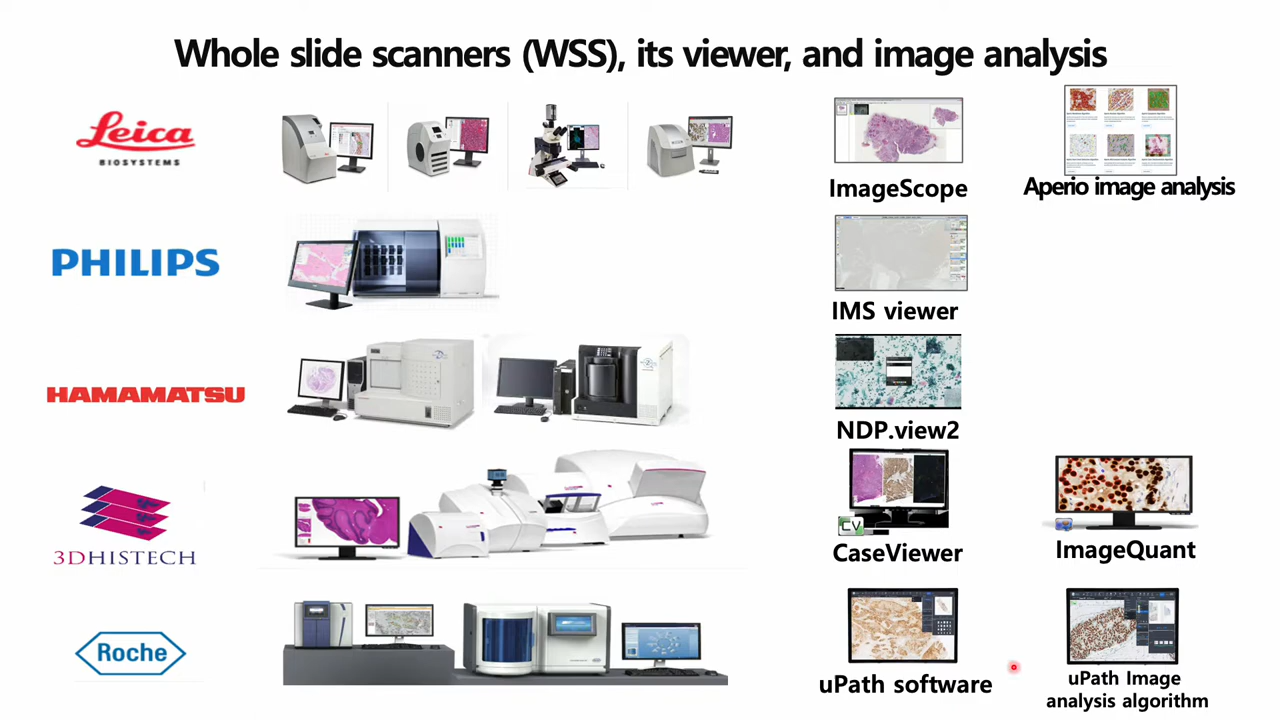 Whole slide scanners (WSS), its viewer, and image analysis
Leica
BIOSYSTEMS
ImageScope
Aperio image analysis
PHILIPS
IMS viewer
HAMAMATSU
NDP.view2
3DHISTECH
CV
CaseViewer
ImageQuant
Roche
uPath software
uPath Image
analysis algorithm